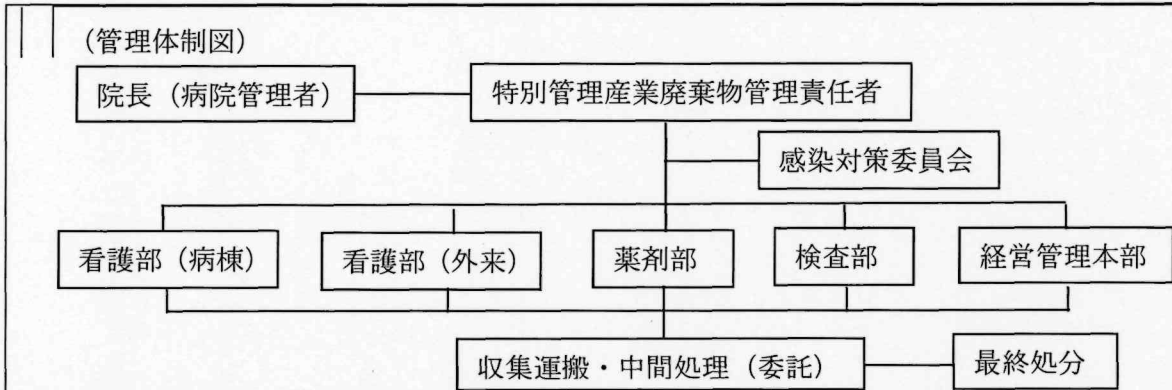 (管理体制図)
院長（病院管理者） 特別管理産業廃棄物管理責任者
感染対策委員会
看護部（病棟） 看護部（外来） 薬剤部 検査部 経営管理本部
収集運搬・中間処理（委託） 最終処分